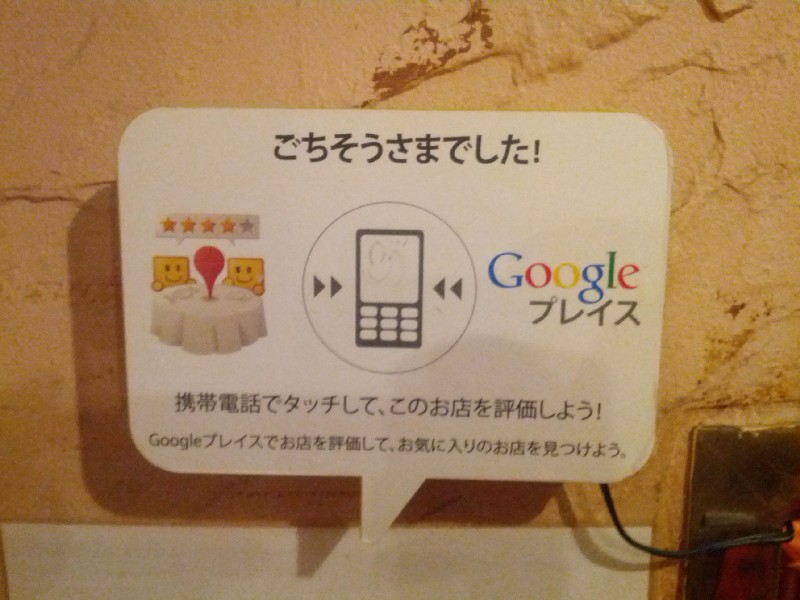 ごちそうさまでした!
Google
プレイス
携帯電話でタッチして、このお店を評価しよう!
Googleプレイスでお店を評価して、お気に入りのお店を見つけよう。